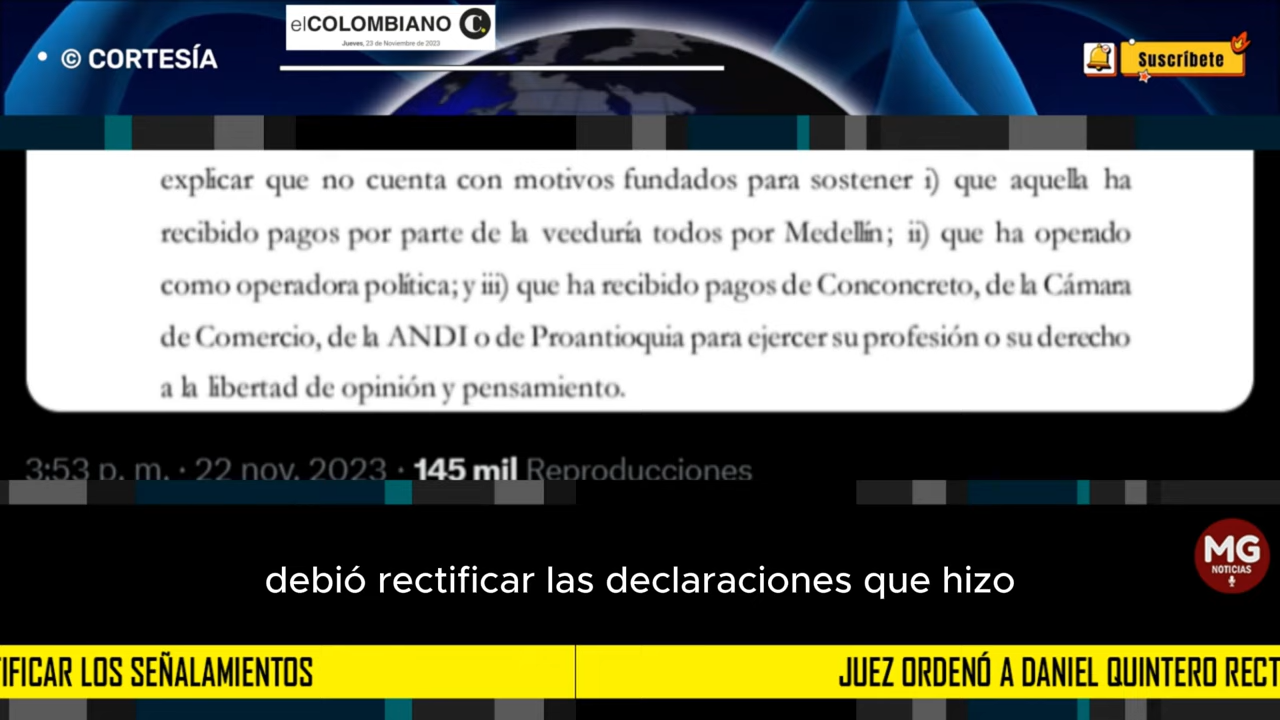 elCOLOMBIANO C.
Jueves, 23 de Noviembre de 2023
• © CORTESÍA
Suscríbete
explicar que no cuenta con motivos fundados para sostener i) que aquella ha
recibido pagos por parte de la veeduría todos por Medellín; ii) que ha operado
como operadora política; y iii) que ha recibido pagos de Conconcreto, de la Cámara
de Comercio, de la ANDI o de Proantioquia para ejercer su profesión o su derecho
a la libertad de opinión y pensamiento.
3:53 p. m. · 22 nov. 2023 · 145 mil Reproducciones
MG
NOTICIAS
debió rectificar las declaraciones que hizo
TIFICAR LOS SEÑALAMIENTOS
JUEZ ORDENÓ A DANIEL QUINTERO RECT